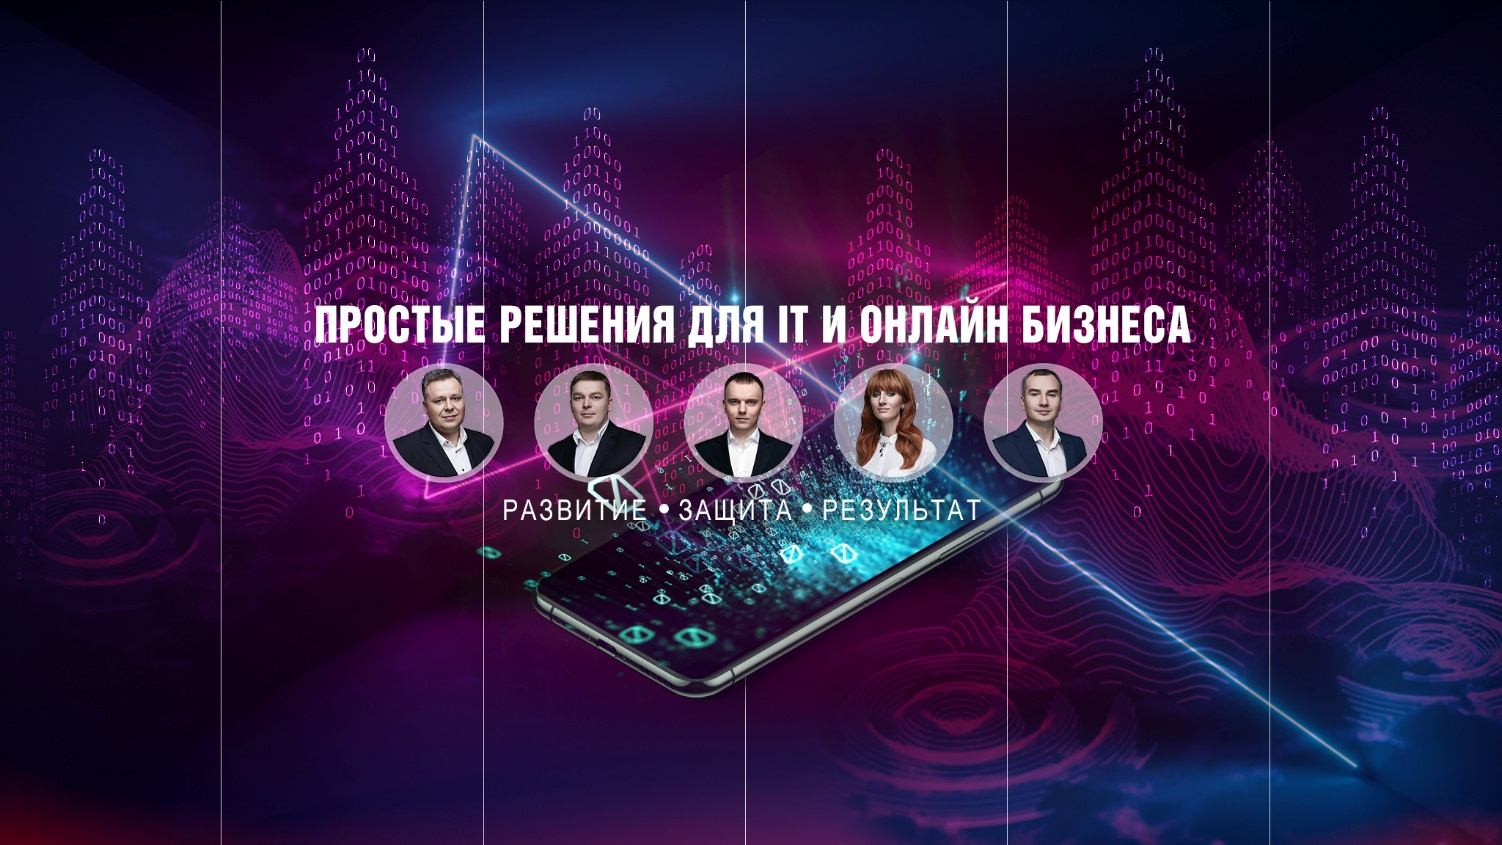 ПРОСТЫЕ РЕШЕНИЯ ДЛЯ IT И ОНЛАЙН БИЗНЕСА
РАЗВИТИЕ • ЗАЩИТА • РЕЗУЛЬТАТ